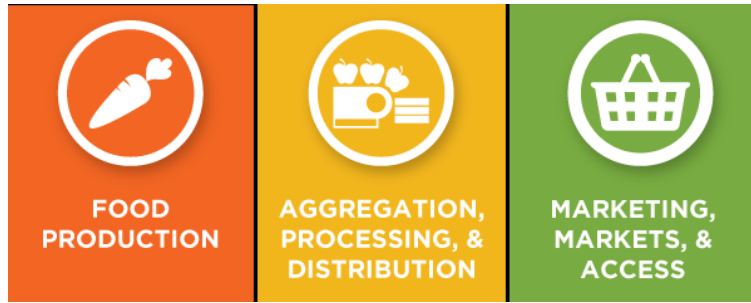 FOOD
PRODUCTION
AGGREGATION,
PROCESSING, &
DISTRIBUTION
MARKETING,
MARKETS, &
ACCESS